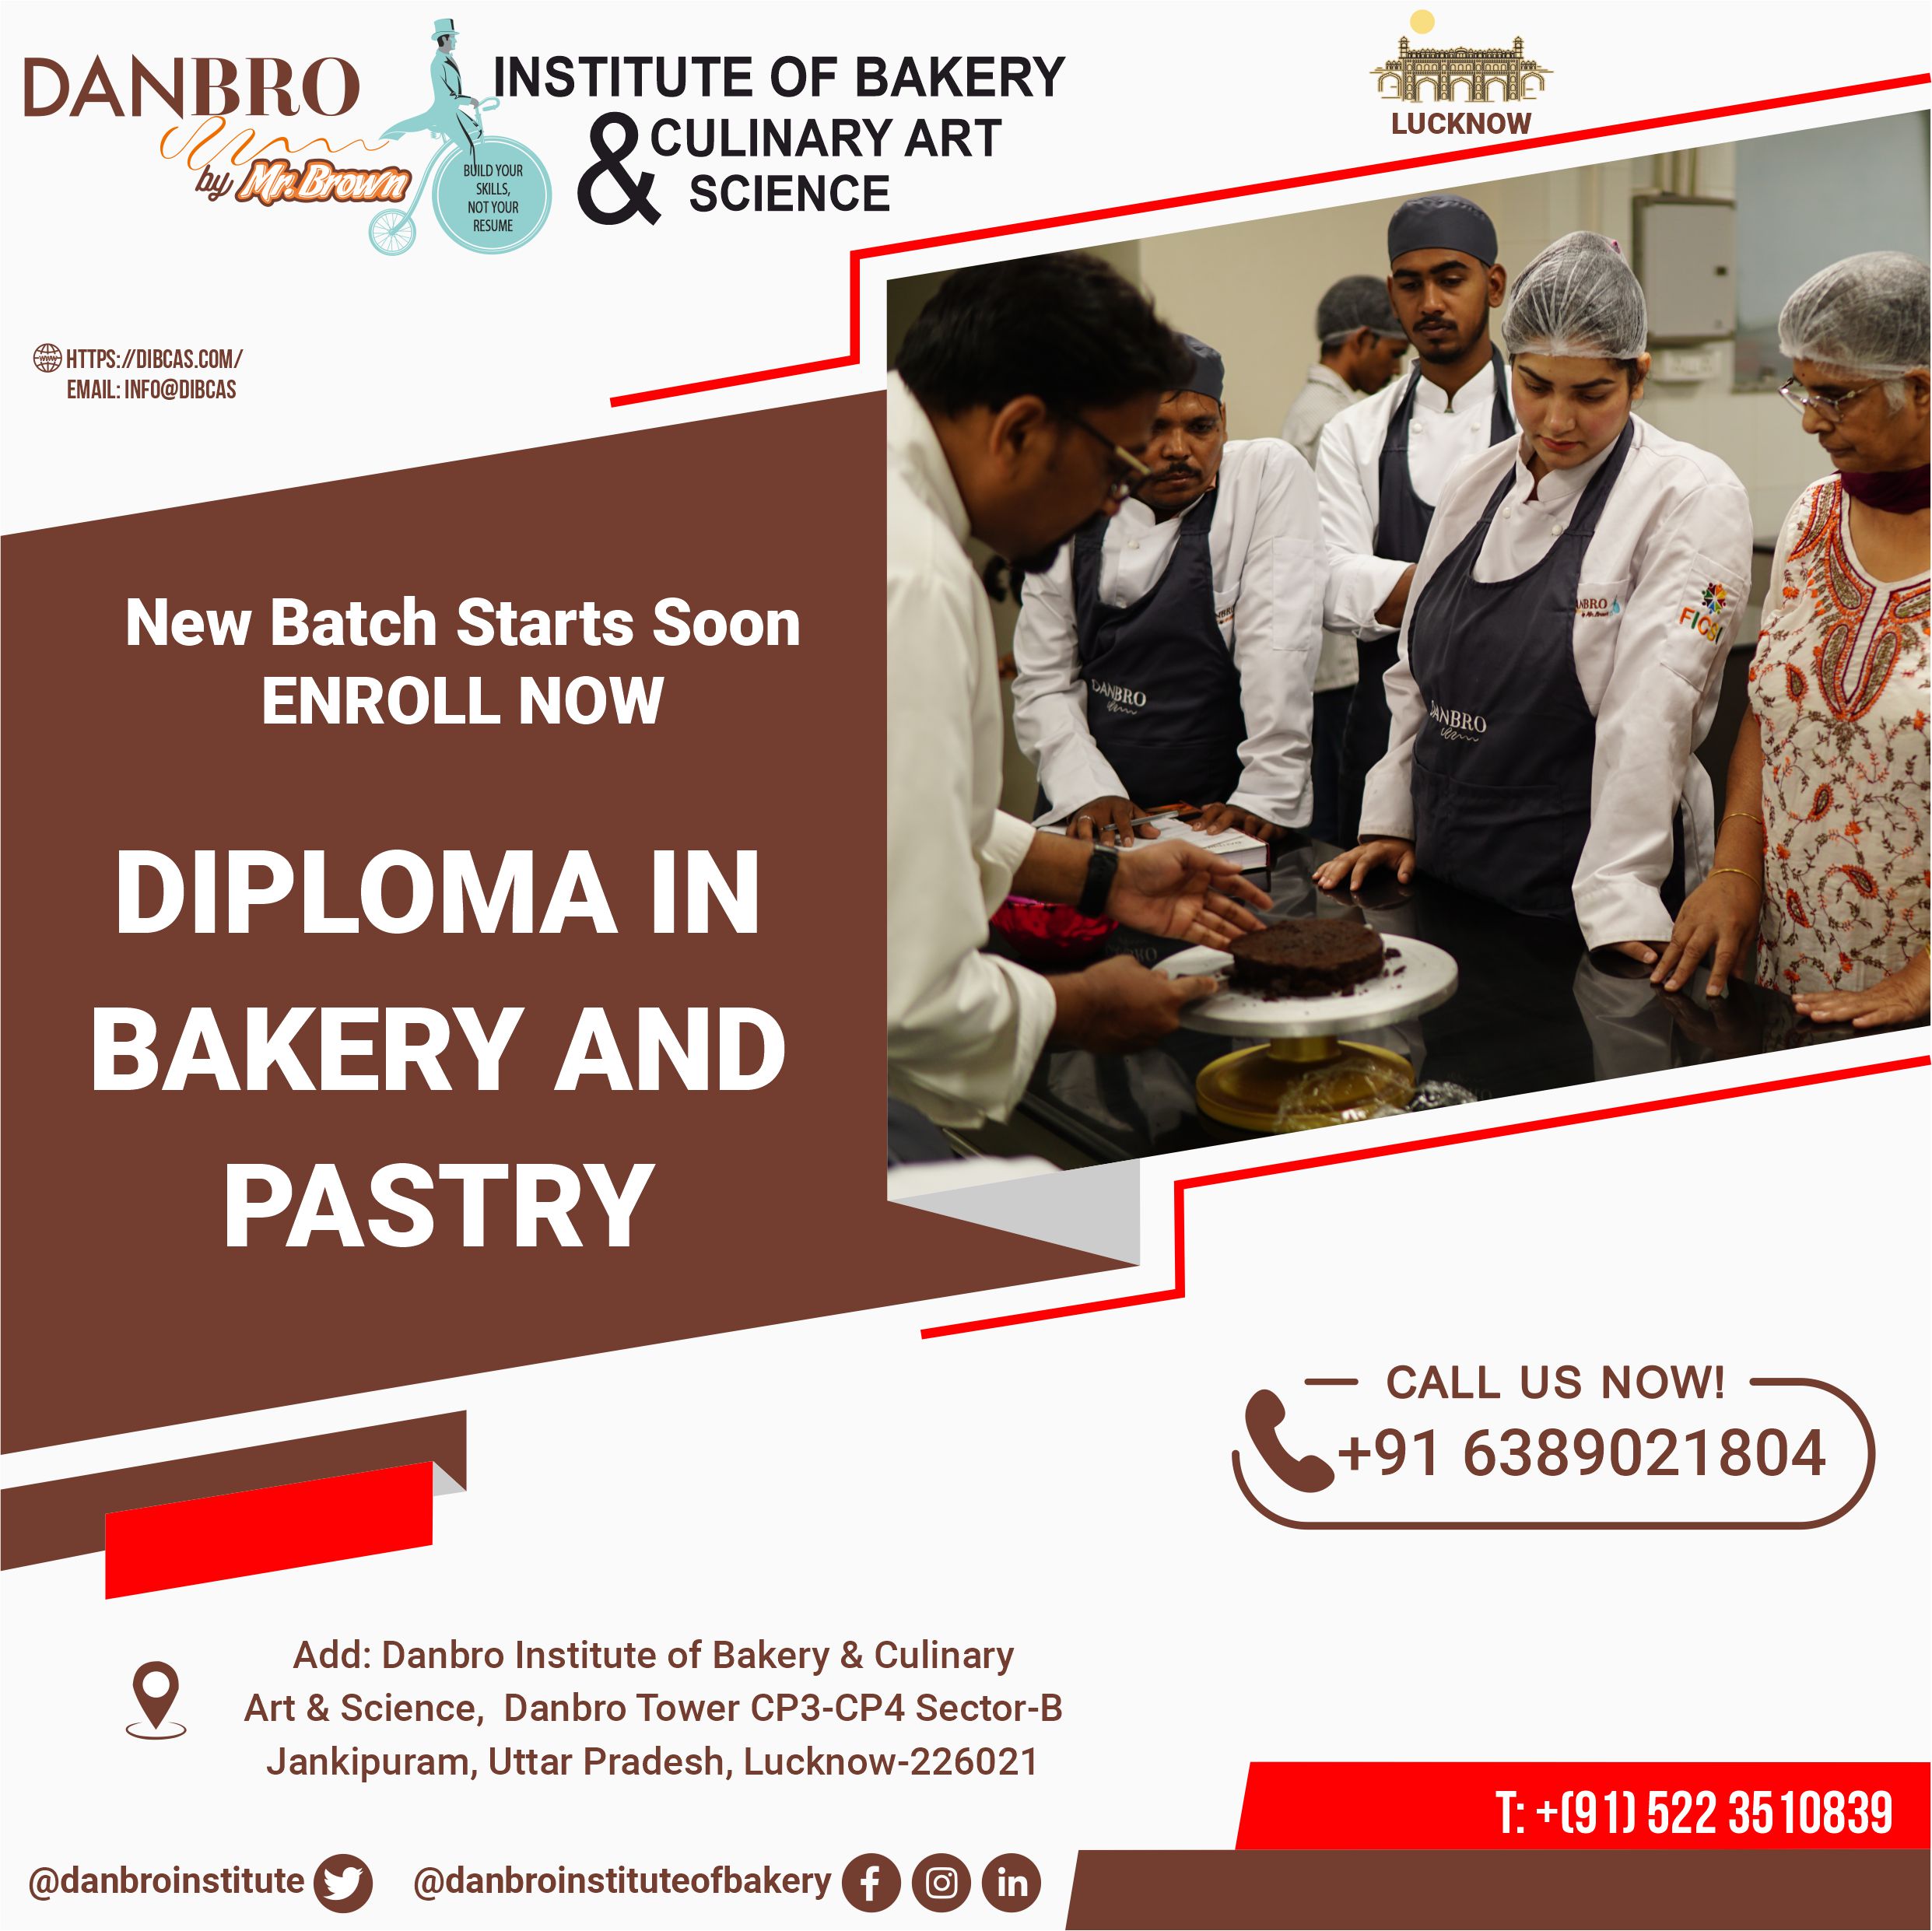 DANBRO
by Mr. Brown
BUILD YOUR
SKILLS,
NOT YOUR
RESUME
INSTITUTE OF BAKERY
& CULINARY ART
SCIENCE
LUCKNOW
HTTPS://DIBCAS.COM/
EMAIL: INFO@DIBCAS
New Batch Starts Soon
ENROLL NOW
DIPLOMA IN
BAKERY AND
PASTRY
DANBRO
DANBRO
FICSI
CALL US NOW!
+91 6389021804
Add: Danbro Institute of Bakery & Culinary
Art & Science, Danbro Tower CP3-CP4 Sector-B
Jankipuram, Uttar Pradesh, Lucknow-226021
T: +(91) 522 3510839
@danbroinstitute
@danbroinstituteofbakery